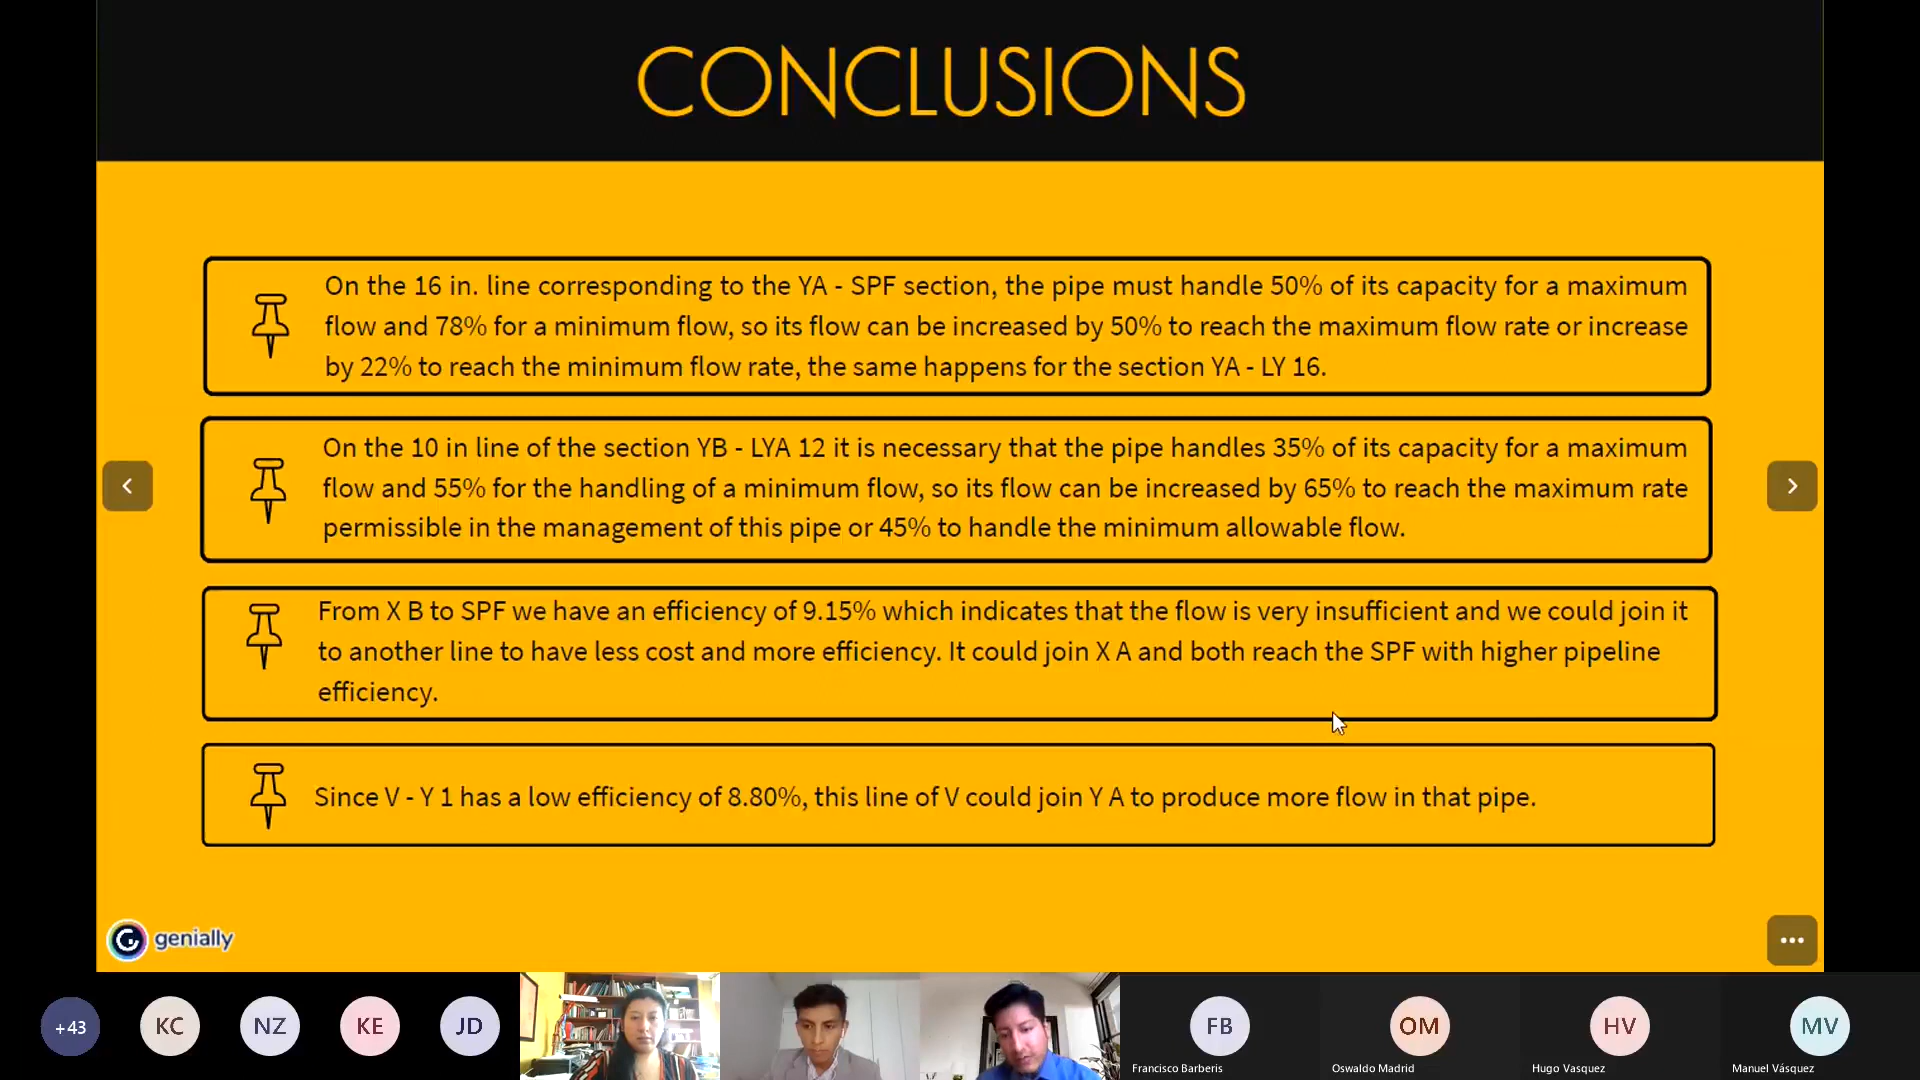 CONCLUSIONS
On the 16 in. line corresponding to the YA - SPF section, the pipe must handle 50% of its capacity for a maximum
flow and 78% for a minimum flow, so its flow can be increased by 50% to reach the maximum flow rate or increase
by 22% to reach the minimum flow rate, the same happens for the section YA - LY 16.
On the 10 in line of the section YB - LYA 12 it is necessary that the pipe handles 35% of its capacity for a maximum
flow and 55% for the handling of a minimum flow, so its flow can be increased by 65% to reach the maximum rate
permissible in the management of this pipe or 45% to handle the minimum allowable flow.
From X B to SPF we have an efficiency of 9.15% which indicates that the flow is very insufficient and we could join it
to another line to have less cost and more efficiency. It could join X A and both reach the SPF with higher pipeline
efficiency.
Since V - Y 1 has a low efficiency of 8.80%, this line of V could join Y A to produce more flow in that pipe.
genially
+43
KC
NZ
KE
JD
FB
OM
HV
MV
Francisco Barberis
Oswaldo Madrid
Hugo Vasquez
Manuel Vásquez